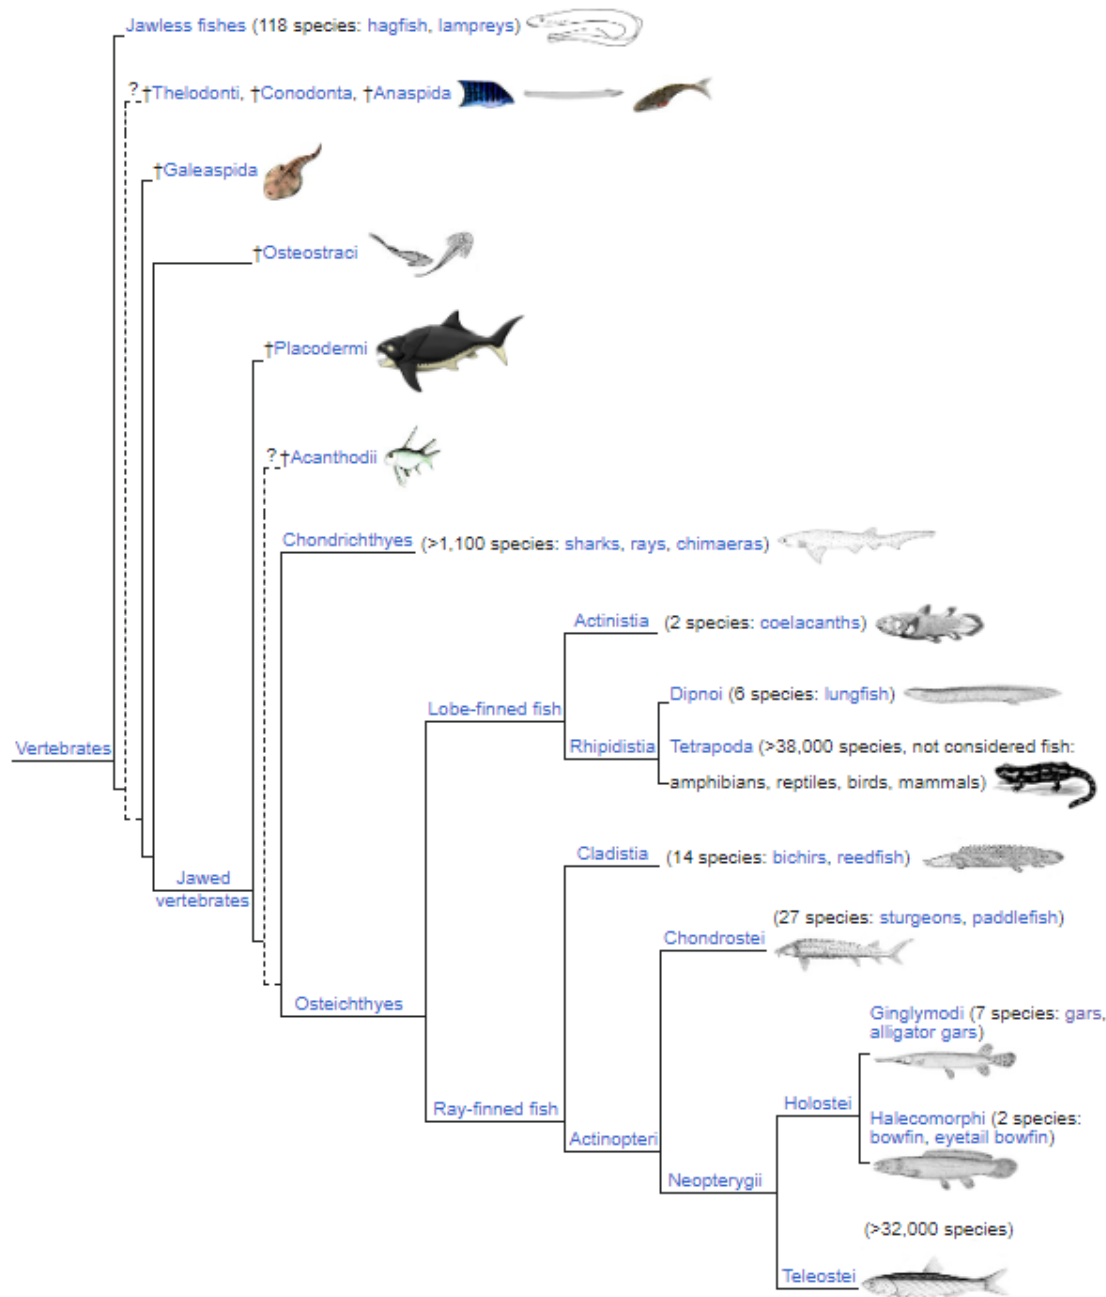 Jawless fishes (118 species: hagfish, lampreys)
? †Thelodonti, †Conodonta, †Anaspida
†Galeaspida
†Osteostraci
†Placodermi
? †Acanthodii
Chondrichthyes (>1,100 species: sharks, rays, chimaeras)
Actinistia (2 species: coelacanths)
Dipnoi (6 species: lungfish)
Lobe-finned fish
Rhipidistia Tetrapoda (>38,000 species, not considered fish:
amphibians, reptiles, birds, mammals)
Vertebrates
Cladistia (14 species: bichirs, reedfish)
Jawed
vertebrates
(27 species: sturgeons, paddlefish)
Chondrostei
Osteichthyes
Ginglymodi (7 species: gars,
alligator gars)
Ray-finned fish
Holostei
Halecomorphi (2 species:
bowfin, eyetail bowfin)
Actinopteri
Neopterygii
(>32,000 species)
Teleostei